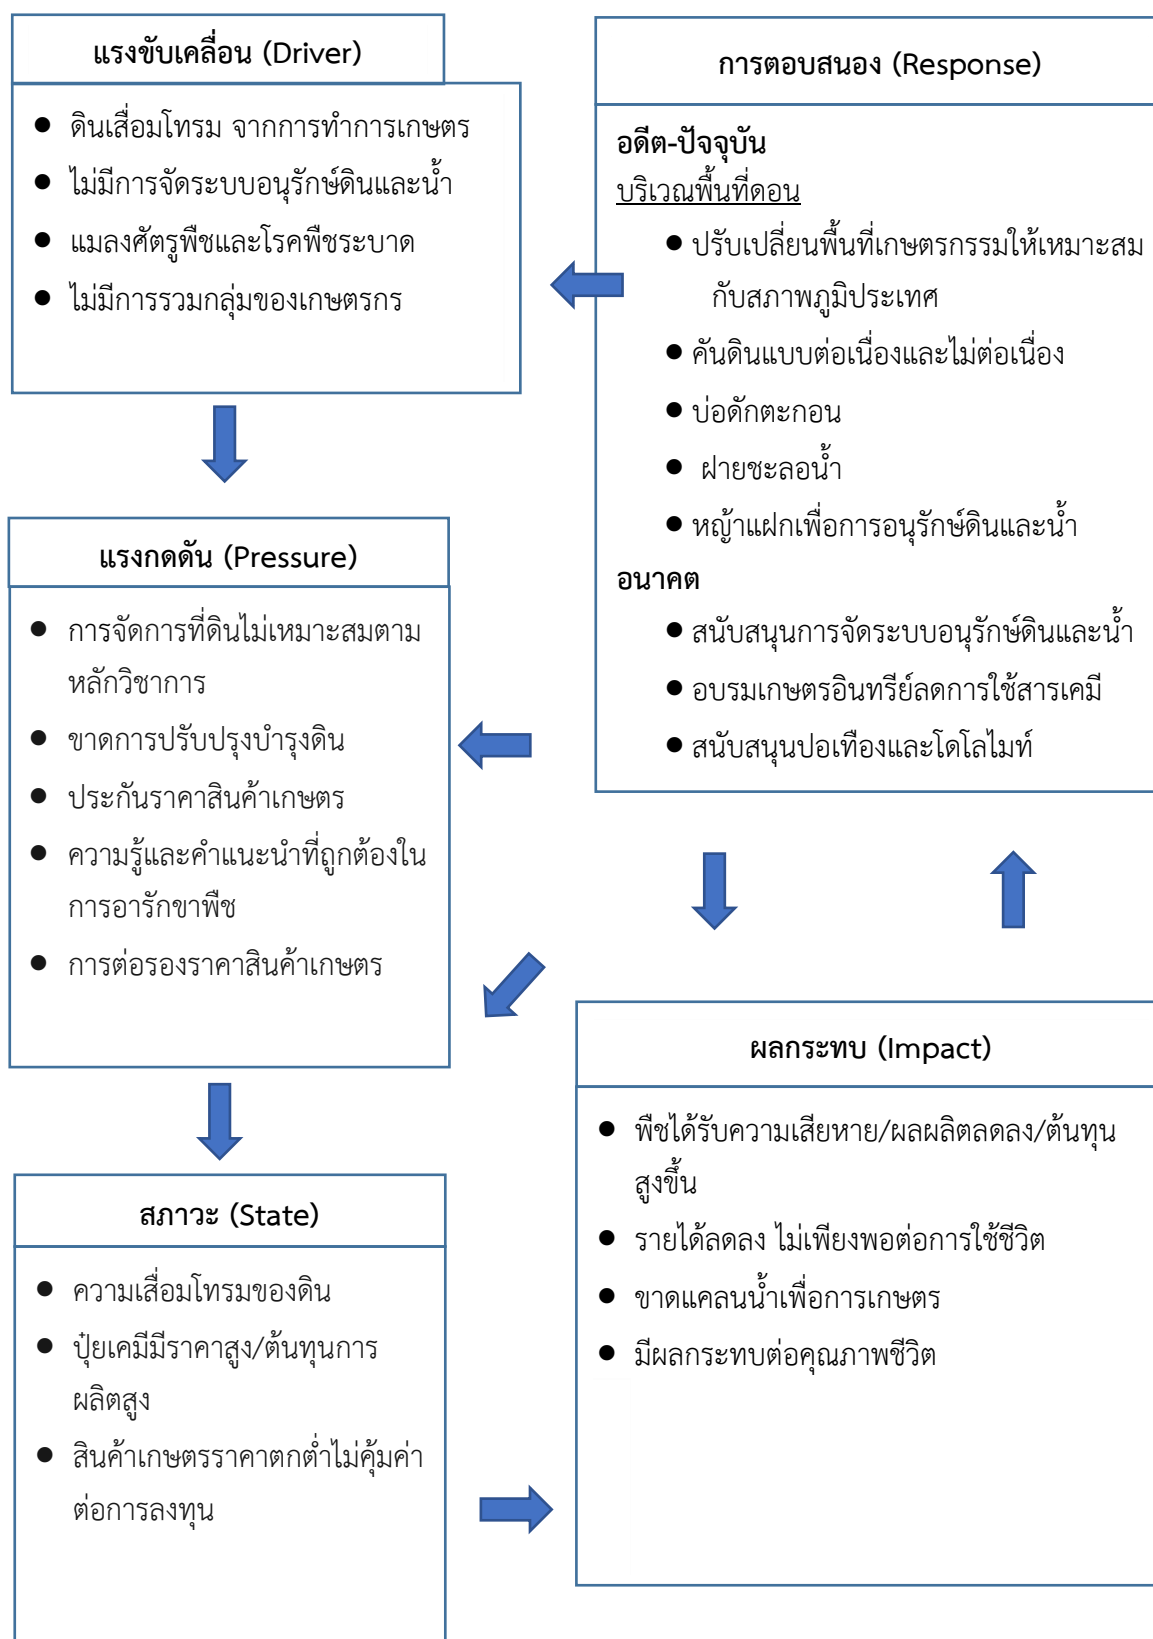 แรงขับเคลื่อน (Driver)
● ดินเสื่อมโทรม จากการทำการเกษตร
● ไม่มีการจัดระบบอนุรักษ์ดินและน้ำ
● แมลงศัตรูพืชและโรคพืชระบาด
● ไม่มีการรวมกลุ่มของเกษตรกร
แรงกดดัน (Pressure)
● การจัดการที่ดินไม่เหมาะสมตาม
หลักวิชาการ
● ขาดการปรับปรุงบำรุงดิน
● ประกันราคาสินค้าเกษตร
● ความรู้และคำแนะนำที่ถูกต้องใน
การอารักขาพืช
● การต่อรองราคาสินค้าเกษตร
สภาวะ (State)
● ความเสื่อมโทรมของดิน
● ปุ๋ยเคมีมีราคาสูง/ต้นทุนการ
ผลิตสูง
● สินค้าเกษตรราคาตกต่ำไม่คุ้มค่า
ต่อการลงทุน
การตอบสนอง (Response)
อดีต-ปัจจุบัน
บริเวณพื้นที่ดอน
● ปรับเปลี่ยนพื้นที่เกษตรกรรมให้เหมาะสม
กับสภาพภูมิประเทศ
● คันดินแบบต่อเนื่องและไม่ต่อเนื่อง
● บ่อดักตะกอน
● ฝายชะลอน้ำ
● หญ้าแฝกเพื่อการอนุรักษ์ดินและน้ำ
อนาคต
● สนับสนุนการจัดระบบอนุรักษ์ดินและน้ำ
● อบรมเกษตรอินทรีย์ลดการใช้สารเคมี
● สนับสนุนปอเทืองและโดโลไมท์
ผลกระทบ (Impact)
● พืชได้รับความเสียหาย/ผลผลิตลดลง/ต้นทุน
สูงขึ้น
● รายได้ลดลง ไม่เพียงพอต่อการใช้ชีวิต
● ขาดแคลนน้ำเพื่อการเกษตร
● มีผลกระทบต่อคุณภาพชีวิต